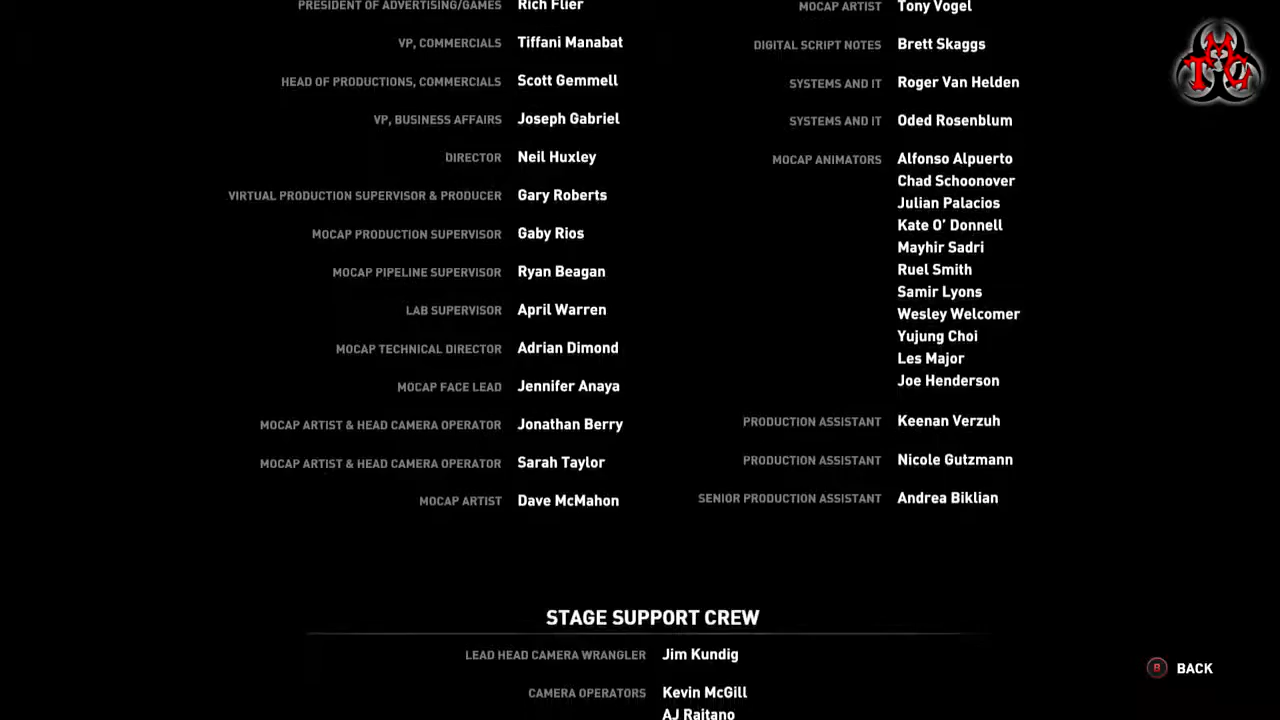 PRESIDENT OF ADVERTISING/GAMES Rich Flier
VP, COMMERCIALS Tiffani Manabat
HEAD OF PRODUCTIONS, COMMERCIALS Scott Gemmell
VP, BUSINESS AFFAIRS Joseph Gabriel
DIRECTOR Neil Huxley
VIRTUAL PRODUCTION SUPERVISOR & PRODUCER Gary Roberts
MOCAP PRODUCTION SUPERVISOR Gaby Rios
MOCAP PIPELINE SUPERVISOR Ryan Beagan
LAB SUPERVISOR April Warren
MOCAP TECHNICAL DIRECTOR Adrian Dimond
MOCAP FACE LEAD Jennifer Anaya
MOCAP ARTIST & HEAD CAMERA OPERATOR Jonathan Berry
MOCAP ARTIST & HEAD CAMERA OPERATOR Sarah Taylor
MOCAP ARTIST Dave McMahon
MOCAP ARTIST Tony Vogel
DIGITAL SCRIPT NOTES Brett Skaggs
SYSTEMS AND IT Roger Van Helden
SYSTEMS AND IT Oded Rosenblum
MOCAP ANIMATORS Alfonso Alpuerto
Chad Schoonover
Julian Palacios
Kate O' Donnell
Mayhir Sadri
Ruel Smith
Samir Lyons
Wesley Welcomer
Yujung Choi
Les Major
Joe Henderson
PRODUCTION ASSISTANT Keenan Verzuh
PRODUCTION ASSISTANT Nicole Gutzmann
SENIOR PRODUCTION ASSISTANT Andrea Biklian
TMG
STAGE SUPPORT CREW
LEAD HEAD CAMERA WRANGLER Jim Kundig
CAMERA OPERATORS Kevin McGill
AJ Raitano
B BACK